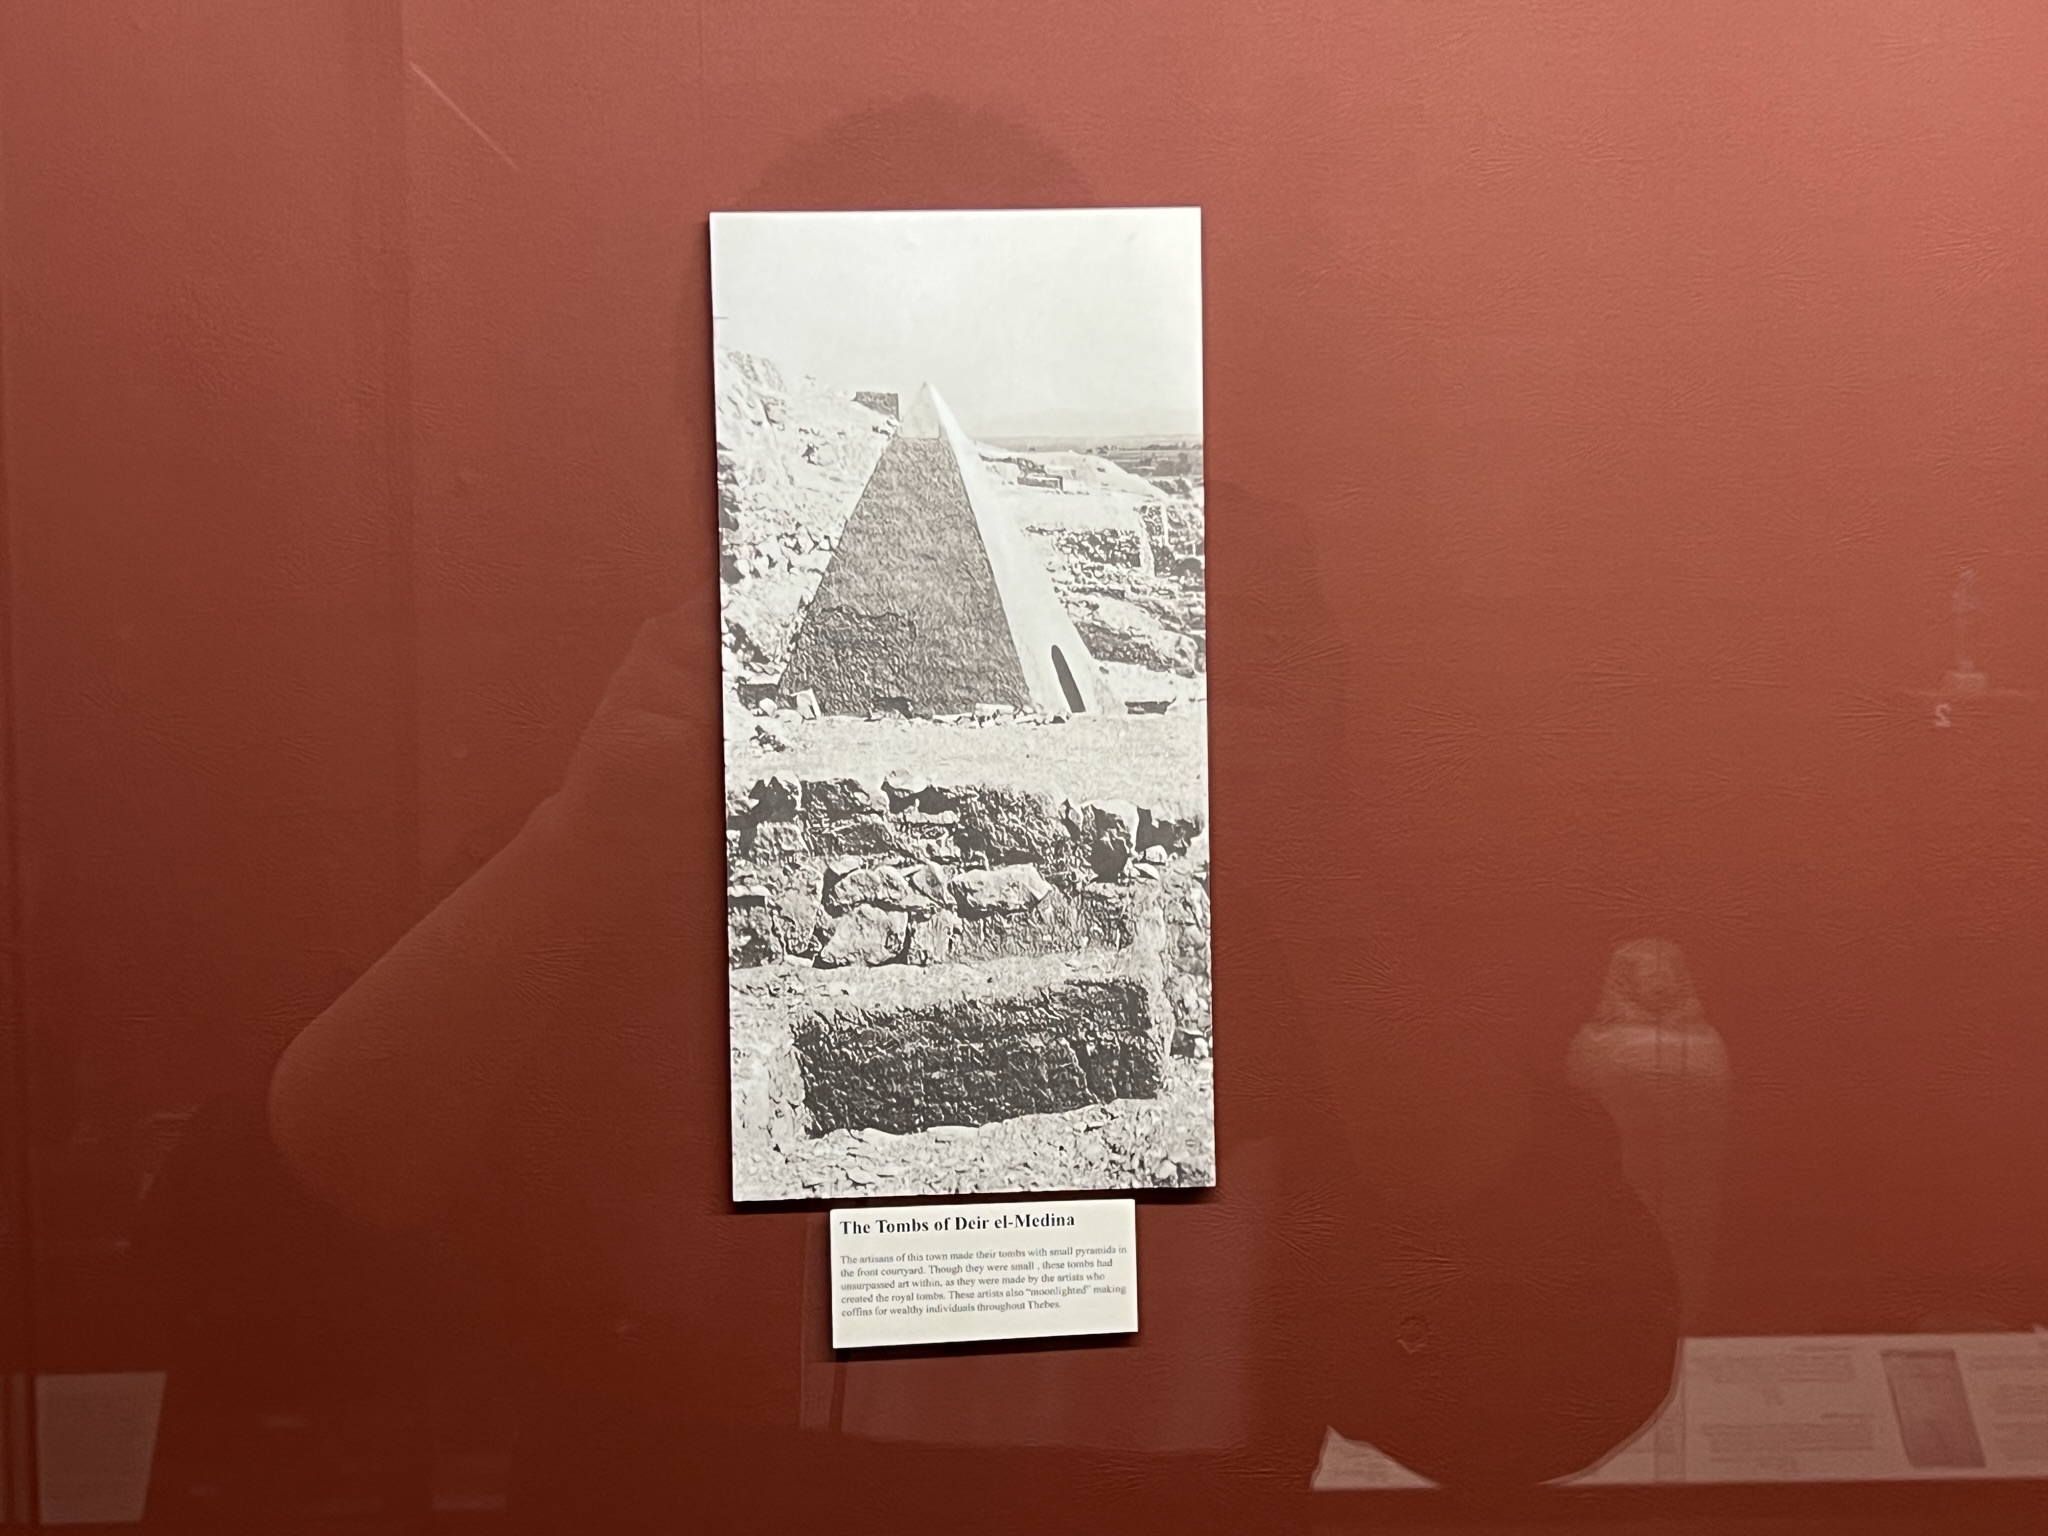 The Tombs of Deir el-Medina
The artisans of this town made their tombs with small pyramids in
the front courtyard. Though they were small , these tombs had
unsurpassed art within, as they were made by the artists who
created the royal tombs. These artists also "moonlighted" making
coffins for wealthy individuals throughout Thebes.
2